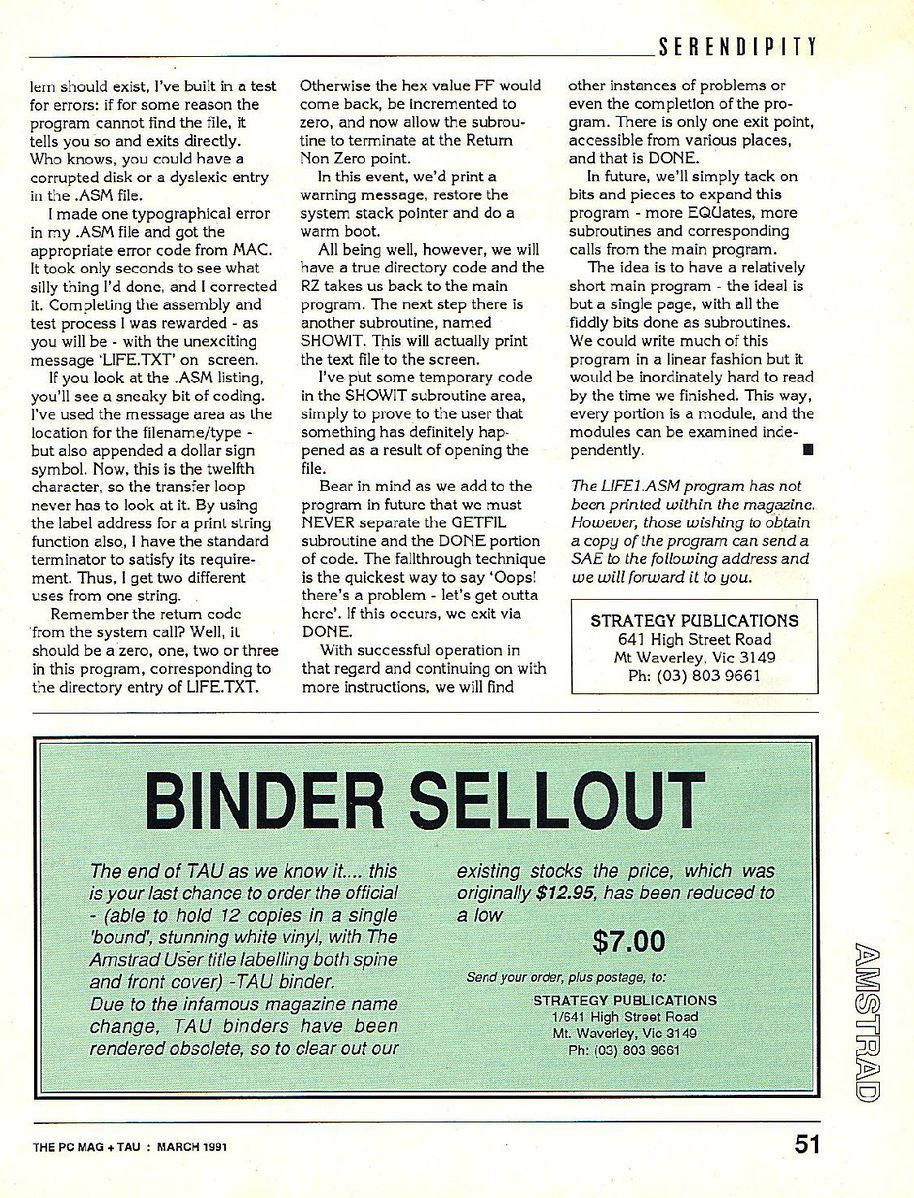 SERENDIPITY
lem should exist, I've built in a test
for errors: if for some reason the
program cannot find the file, it
tells you so and exits directly.
Who knows, you could have a
corrupted disk or a dyslexic entry
in the .ASM file.
I made one typographical error
in my .ASM file and got the
appropriate error code from MAC.
It took only seconds to see what
silly thing I'd done, and I corrected
it. Completing the assembly and
test process I was rewarded - as
you will be - with the unexciting
message 'LIFE.TXT' on screen.
If you look at the .ASM listing,
you'll see a sneaky bit of coding.
I've used the message area as the
location for the filename/type -
but also appended a dollar sign
symbol. Now, this is the twelfth
character, so the transfer loop
never has to look at it. By using
the label address for a print string
function also, I have the standard
terminator to satisfy its require-
ment. Thus, I get two different
uses from one string.
Remember the return code
from the system call? Well, it
should be a zero, one, two or three
in this program, corresponding to
the directory entry of LIFE.TXT.
Otherwise the hex value FF would
come back, be incremented to
zero, and now allow the subrou-
tine to terminate at the Return
Non Zero point.
In this event, we'd print a
warning message, restore the
system stack pointer and do a
warm boot.
All being well, however, we will
have a true directory code and the
RZ takes us back to the main
program. The next step there is
another subroutine, named
SHOWIT. This will actually print
the text file to the screen.
I've put some temporary code
in the SHOWIT subroutine area,
simply to prove to the user that
something has definitely hap-
pened as a result of opening the
file.
Bear in mind as we add to the
program in future that we must
NEVER separate the GETFIL
subroutine and the DONE portion
of code. The fallthrough technique
is the quickest way to say 'Oops!
there's a problem - let's get outta
here'. If this occurs, we exit via
DONE.
With successful operation in
that regard and continuing on with
more instructions, we will find
other instances of problems or
even the completion of the pro-
gram. There is only one exit point,
accessible from various places,
and that is DONE.
In future, we'll simply tack on
bits and pieces to expand this
program - more EQUates, more
subroutines and corresponding
calls from the main program.
The idea is to have a relatively
short main program - the ideal is
but a single page, with all the
fiddly bits done as subroutines.
We could write much of this
program in a linear fashion but it
would be inordinately hard to read
by the time we finished. This way,
every portion is a module, and the
modules can be examined inde-
pendently. ■
The LIFE1.ASM program has not
been printed within the magazine.
However, those wishing to obtain
a copy of the program can send a
SAE to the following address and
we will forward it to you.
STRATEGY PUBLICATIONS
641 High Street Road
Mt Waverley, Vic 3149
Ph: (03) 803 9661
BINDER SELLOUT
The end of TAU as we know it.... this
is your last chance to order the official
- (able to hold 12 copies in a single
'bound', stunning white vinyl, with The
Amstrad User title labelling both spine
and front cover) -TAU binder.
Due to the infamous magazine name
change, TAU binders have been
rendered obsolete, so to clear out our
existing stocks the price, which was
originally $12.95, has been reduced to
a low
$7.00
Send your order, plus postage, to:
STRATEGY PUBLICATIONS
1/641 High Street Road
Mt. Waverley, Vic 3149
Ph: (03) 803 9661
AMSTRAD
THE PC MAG + TAU : MARCH 1991
51